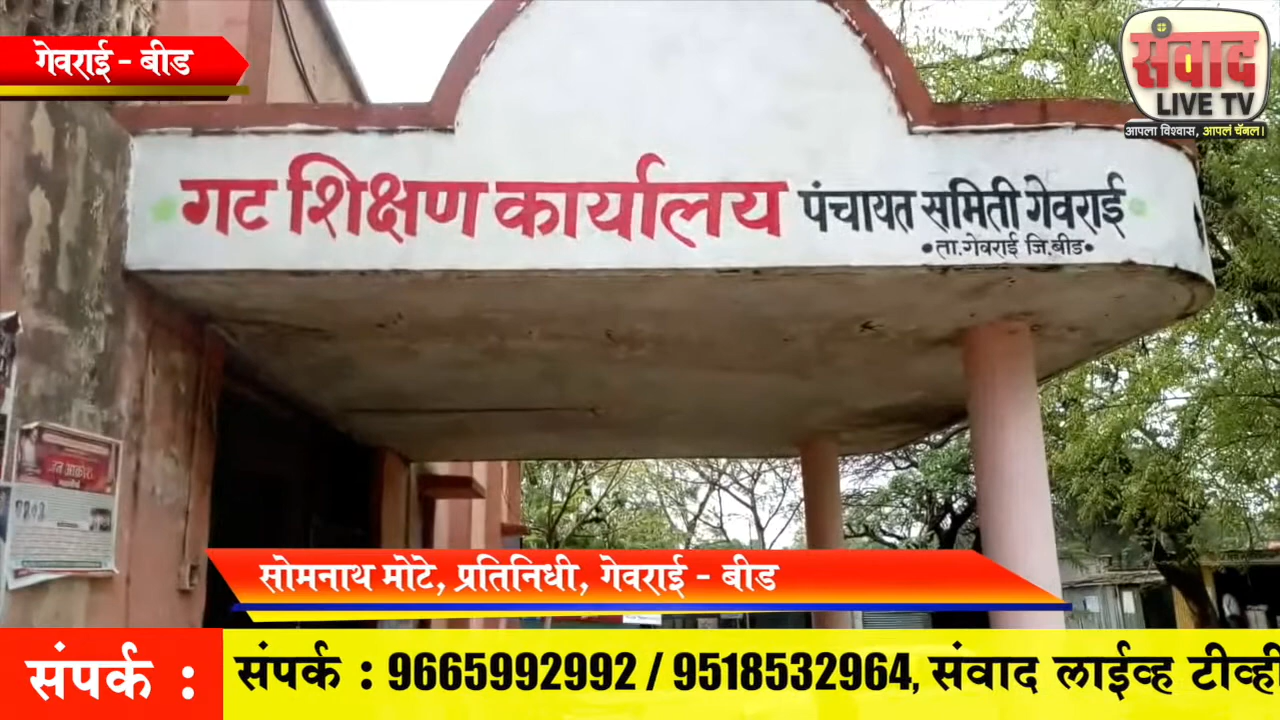 गेवराई - बीड
संवाद
LIVE TV
आपला विश्वास, आपलं चॅनल।
गट शिक्षण कार्यालय पंचायत समिती गेवराई
•ता.गेवराई जि.बीड•
सोमनाथ मोटे, प्रतिनिधी, गेवराई - बीड
संपर्क :
संपर्क : 9665992992 / 9518532964, संवाद लाईव्ह टीव्ही